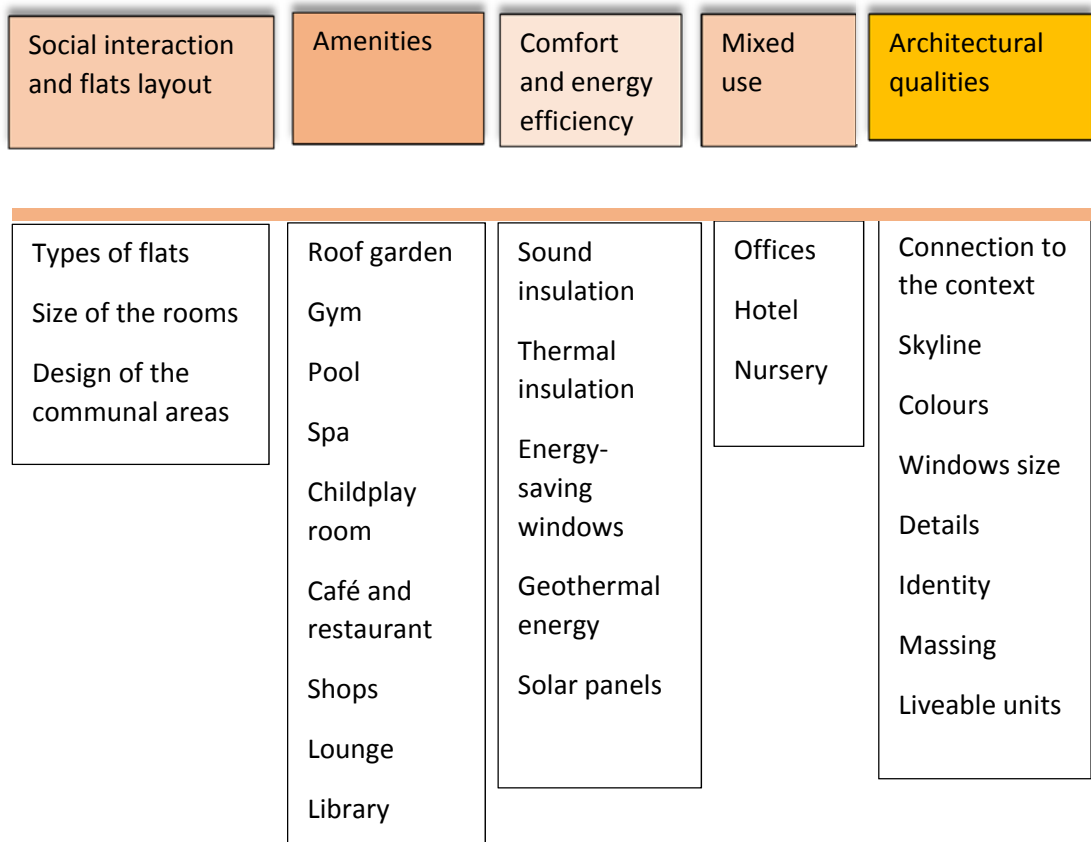 Social interaction
and flats layout
Amenities
Comfort
and energy
efficiency
Mixed
use
Architectural
qualities
Types of flats
Size of the rooms
Design of the
communal areas
Roof garden
Gym
Pool
Spa
Childplay
room
Café and
restaurant
Shops
Lounge
Library
Sound
insulation
Thermal
insulation
Energy-
saving
windows
Geothermal
energy
Solar panels
Offices
Hotel
Nursery
Connection to
the context
Skyline
Colours
Windows size
Details
Identity
Massing
Liveable units